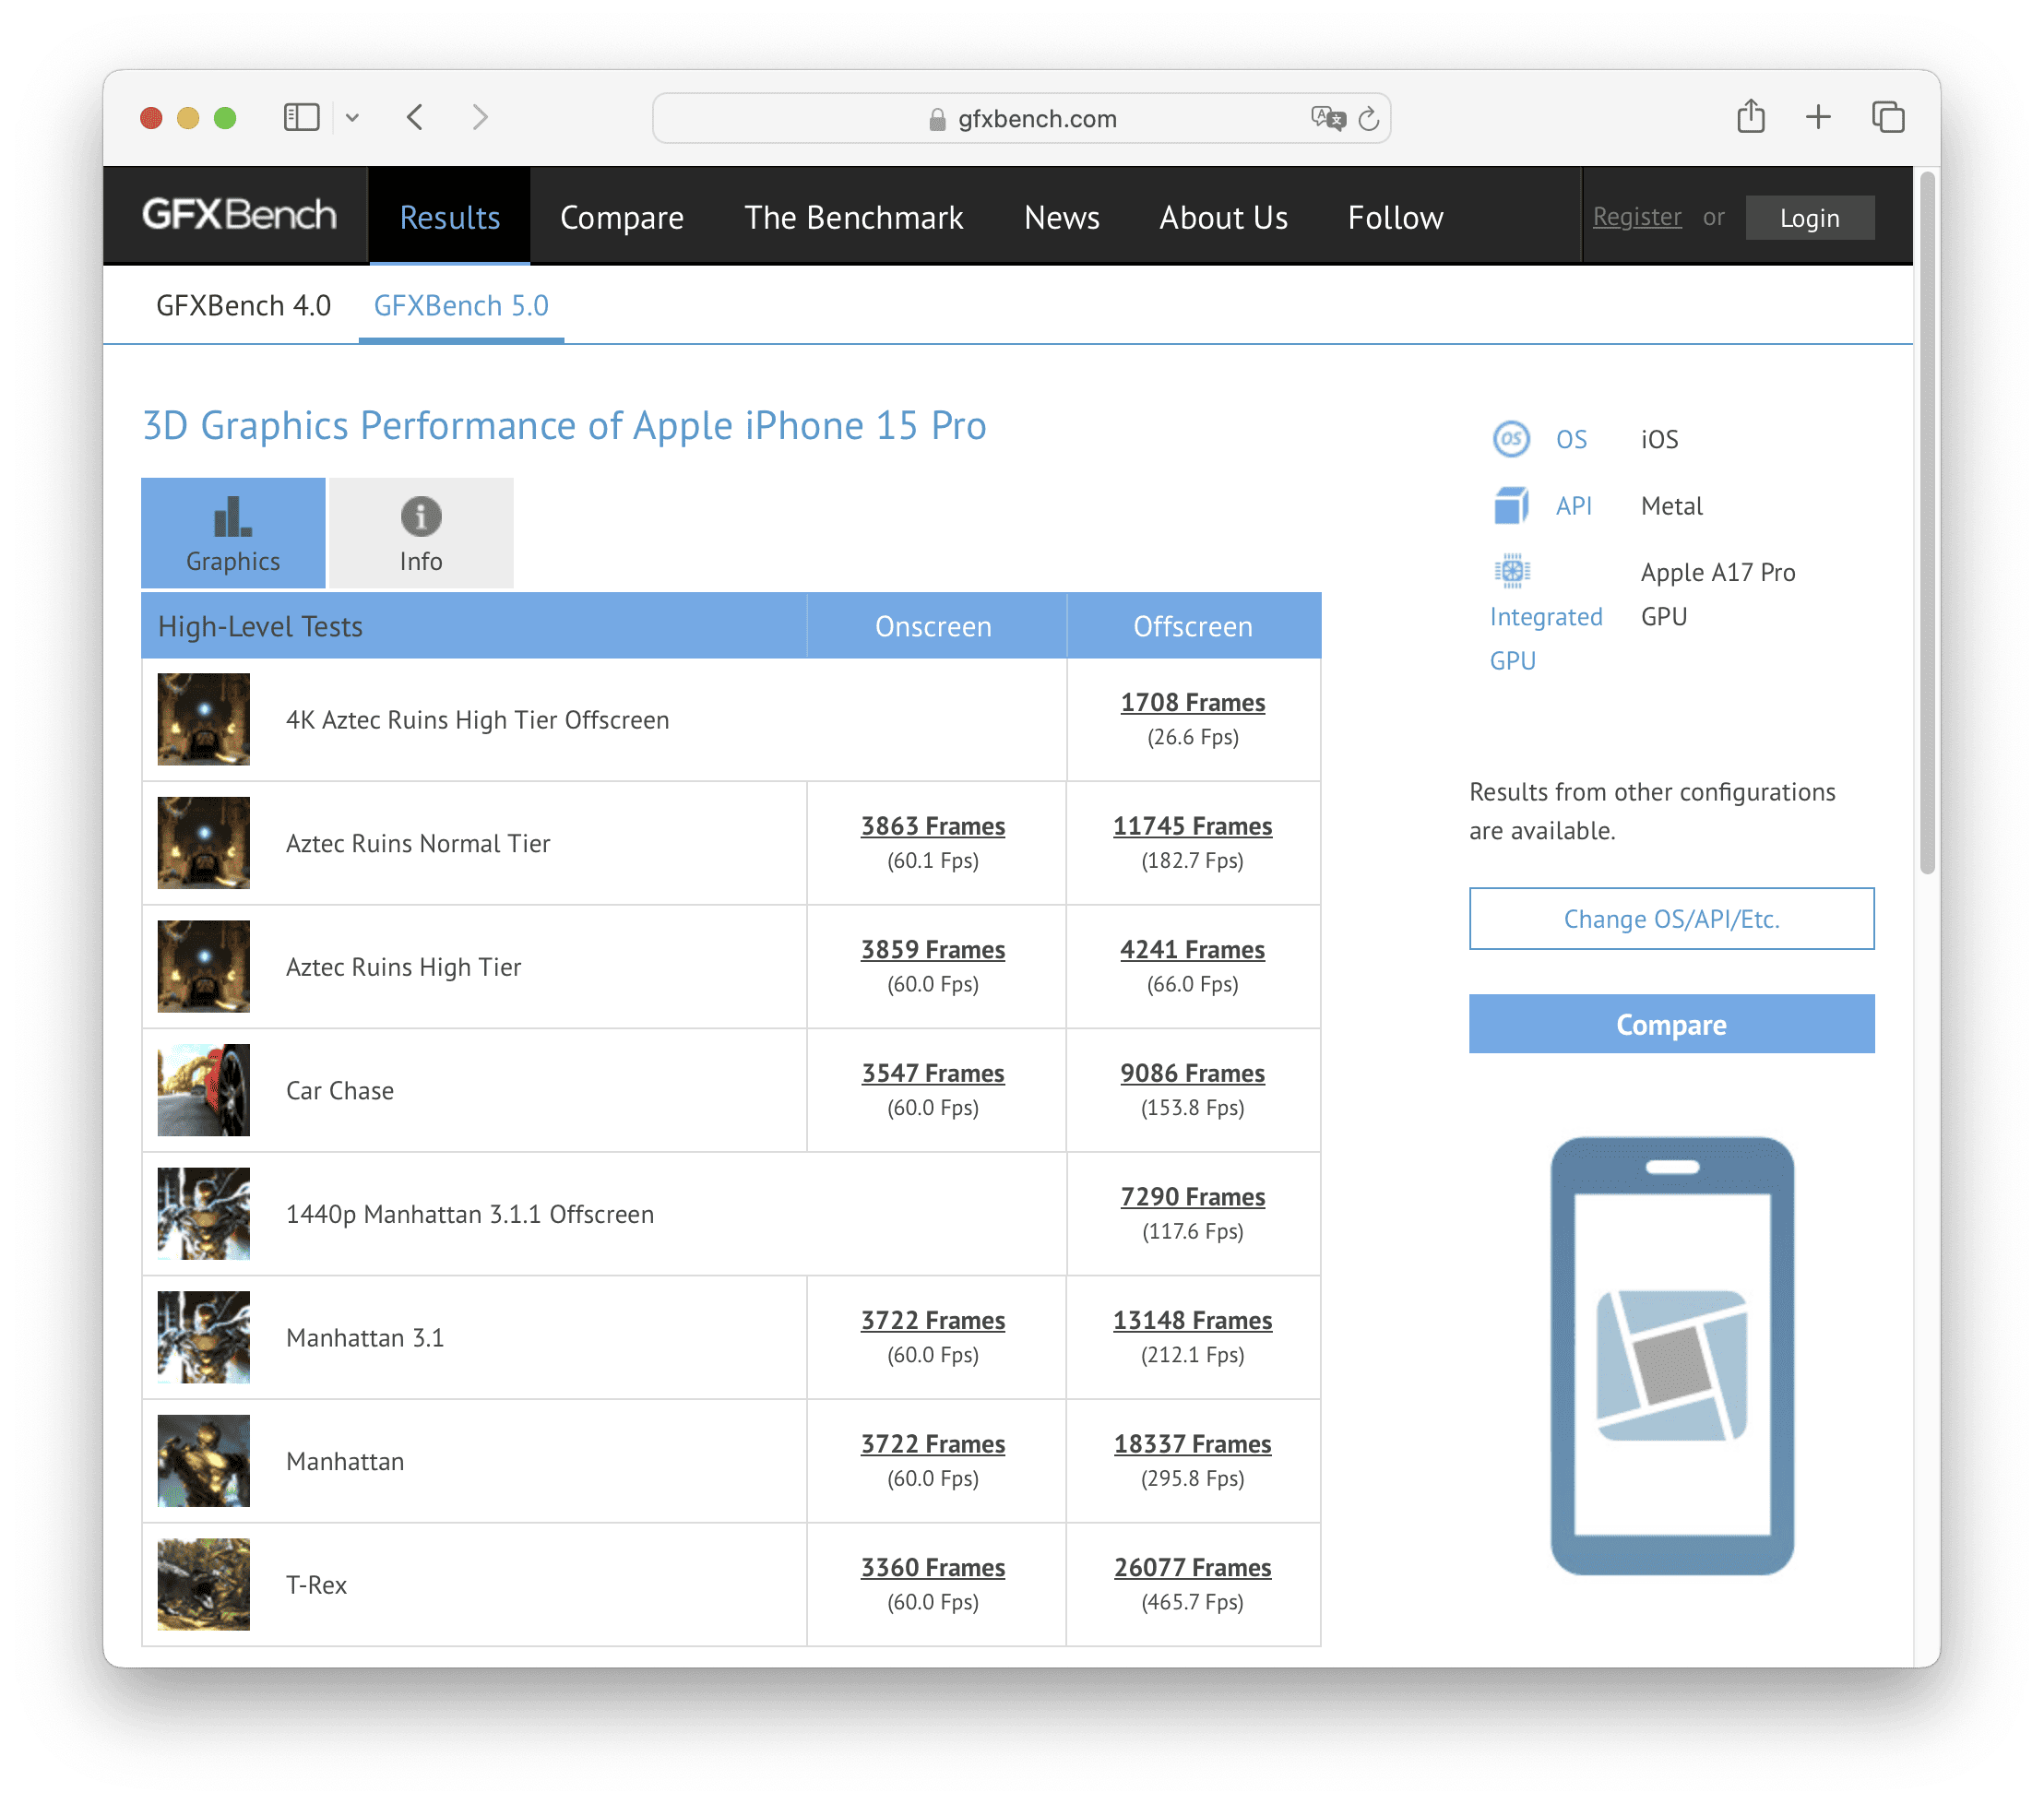 gfxbench.com
GFXBench Results Compare The Benchmark News About Us Follow Register or Login
GFXBench 4.0 GFXBench 5.0
3D Graphics Performance of Apple iPhone 15 Pro
Graphics Info
High-Level Tests Onscreen Offscreen
4K Aztec Ruins High Tier Offscreen 1708 Frames
(26.6 Fps)
Aztec Ruins Normal Tier 3863 Frames 11745 Frames
(60.1 Fps) (182.7 Fps)
Aztec Ruins High Tier 3859 Frames 4241 Frames
(60.0 Fps) (66.0 Fps)
Car Chase 3547 Frames 9086 Frames
(60.0 Fps) (153.8 Fps)
1440p Manhattan 3.1.1 Offscreen 7290 Frames
(117.6 Fps)
Manhattan 3.1 3722 Frames 13148 Frames
(60.0 Fps) (212.1 Fps)
Manhattan 3722 Frames 18337 Frames
(60.0 Fps) (295.8 Fps)
T-Rex 3360 Frames 26077 Frames
(60.0 Fps) (465.7 Fps)
OS OS iOS
API Metal
Apple A17 Pro
Integrated GPU
GPU
Results from other configurations
are available.
Change OS/API/Etc.
Compare